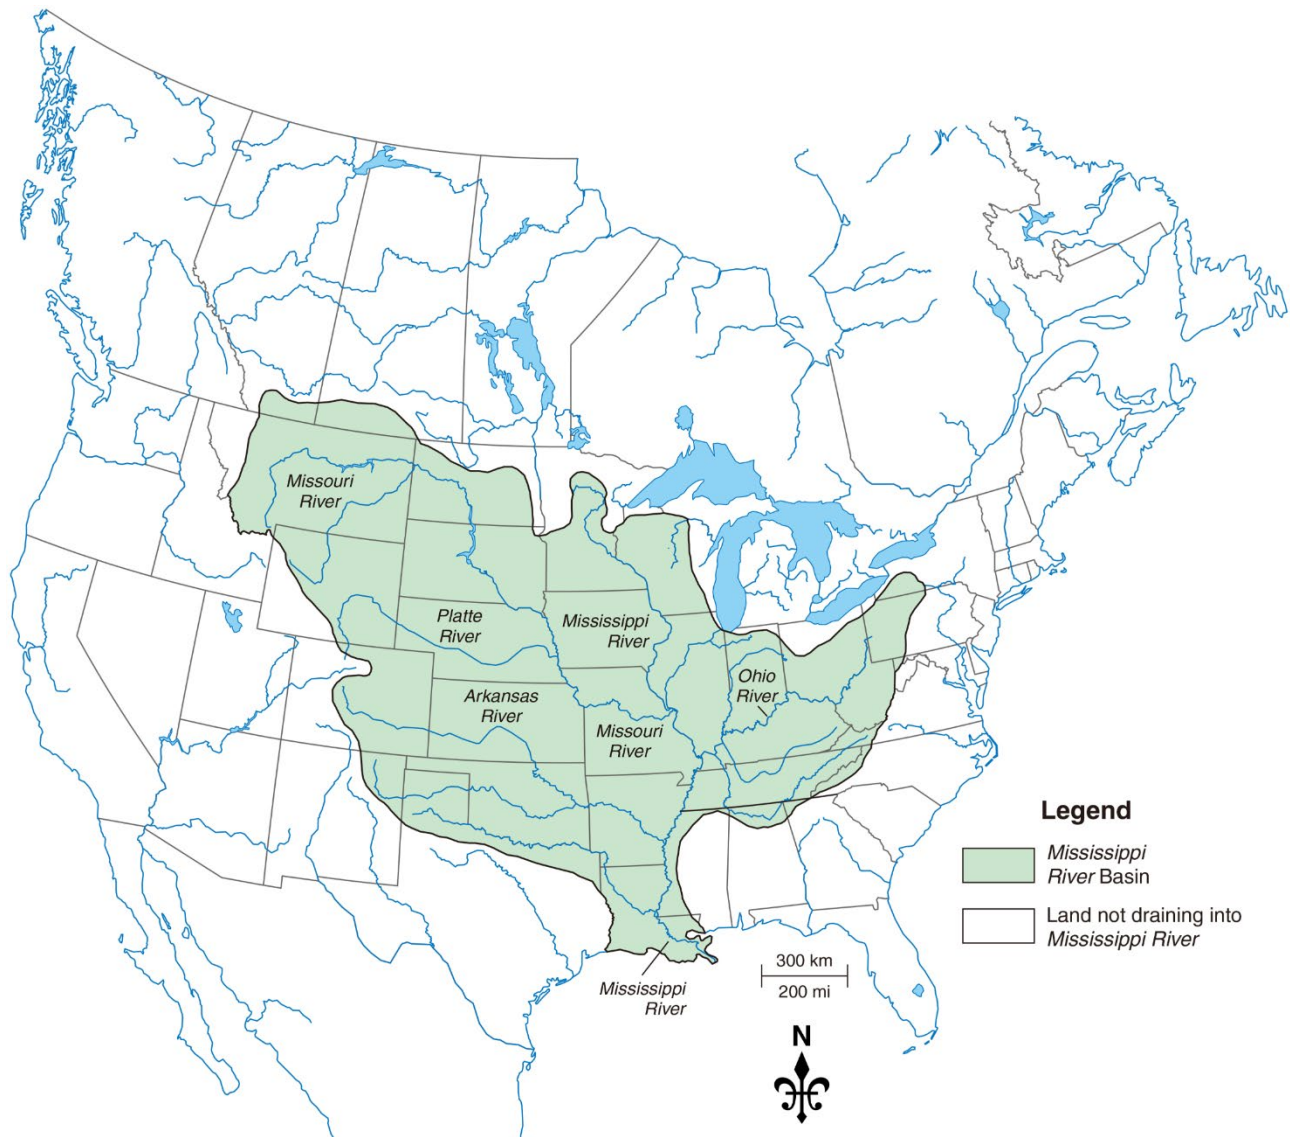 Missouri
River
Platte
River
Mississippi
River
Ohio
River
Arkansas
River
Missouri
River
Legend
Mississippi
River Basin
Land not draining into
Mississippi River
300 km
200 mi
Mississippi
River
N